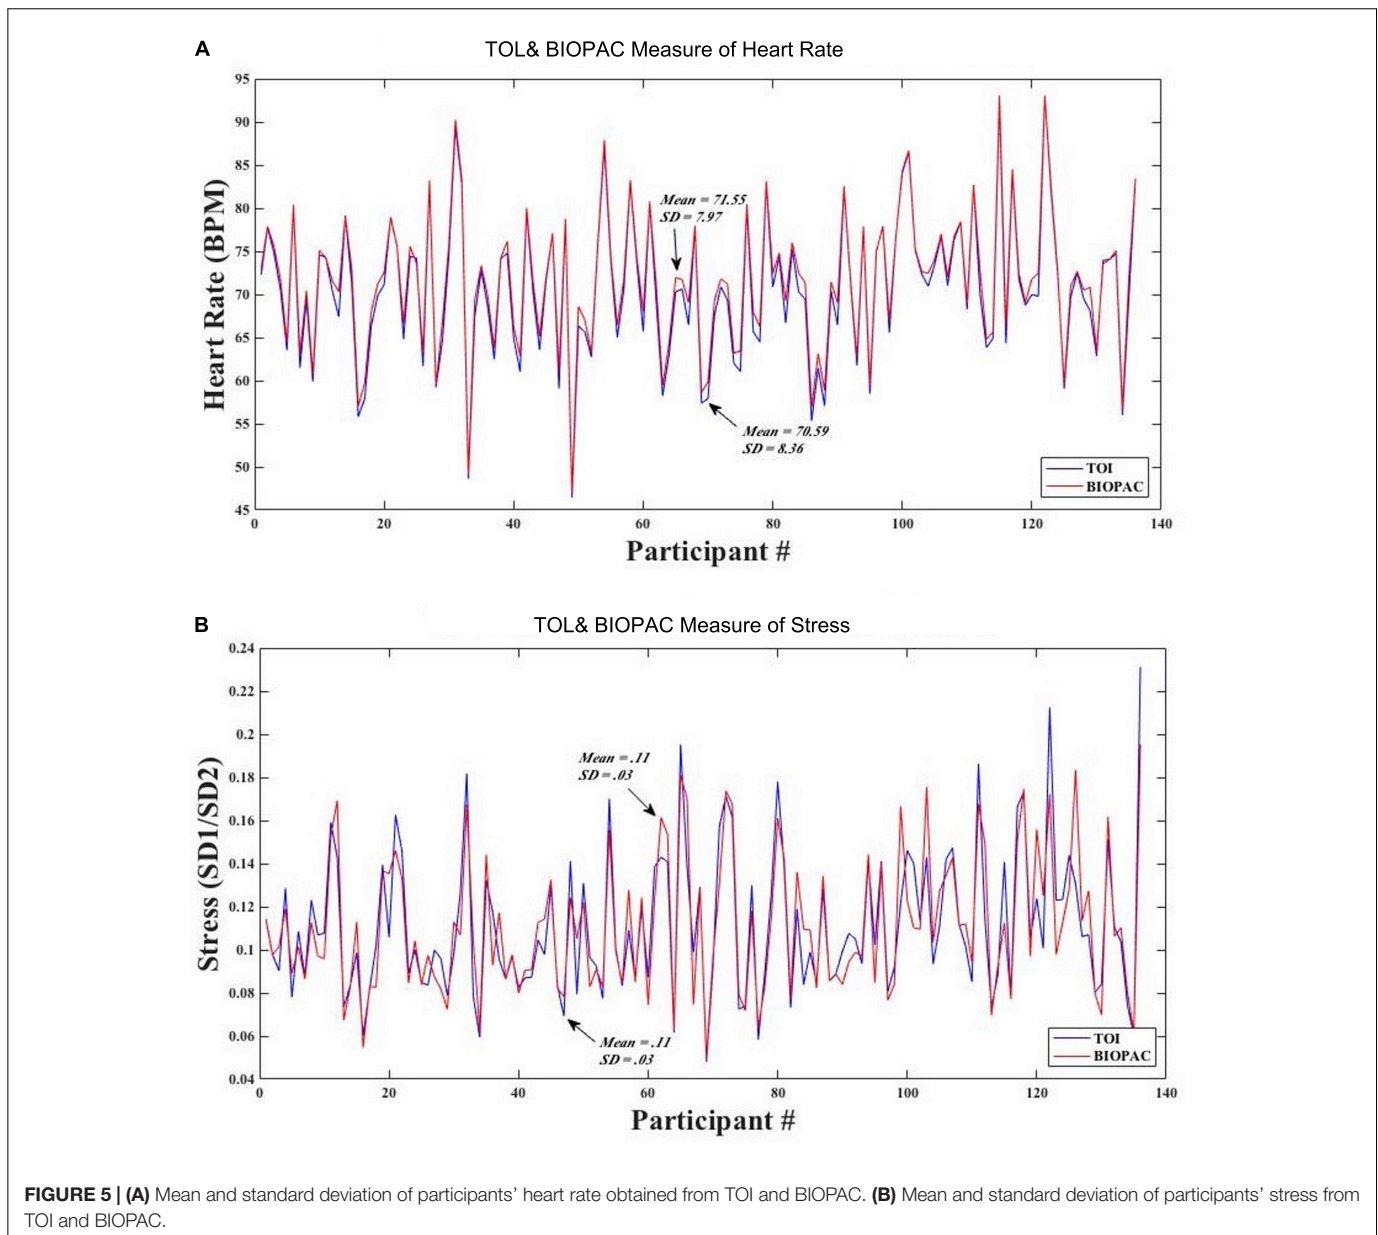 A
TOL& BIOPAC Measure of Heart Rate
95
90
85
80
75
70
65
60
55
50
45
Heart Rate (BPM)
Mean = 71.55
SD = 7.97
Mean = 70.59
SD = 8.36
TOI
BIOPAC
0 20 40 60 80 100 120 140
Participant #
B
TOL& BIOPAC Measure of Stress
0.24
0.22
0.2
0.18
0.16
0.14
0.12
0.1
0.08
0.06
0.04
Stress (SD1/SD2)
Mean = .11
SD = .03
Mean = .11
SD = .03
TOI
BIOPAC
0 20 40 60 80 100 120 140
Participant #
FIGURE 5 | (A) Mean and standard deviation of participants’ heart rate obtained from TOI and BIOPAC. (B) Mean and standard deviation of participants’ stress from
TOI and BIOPAC.